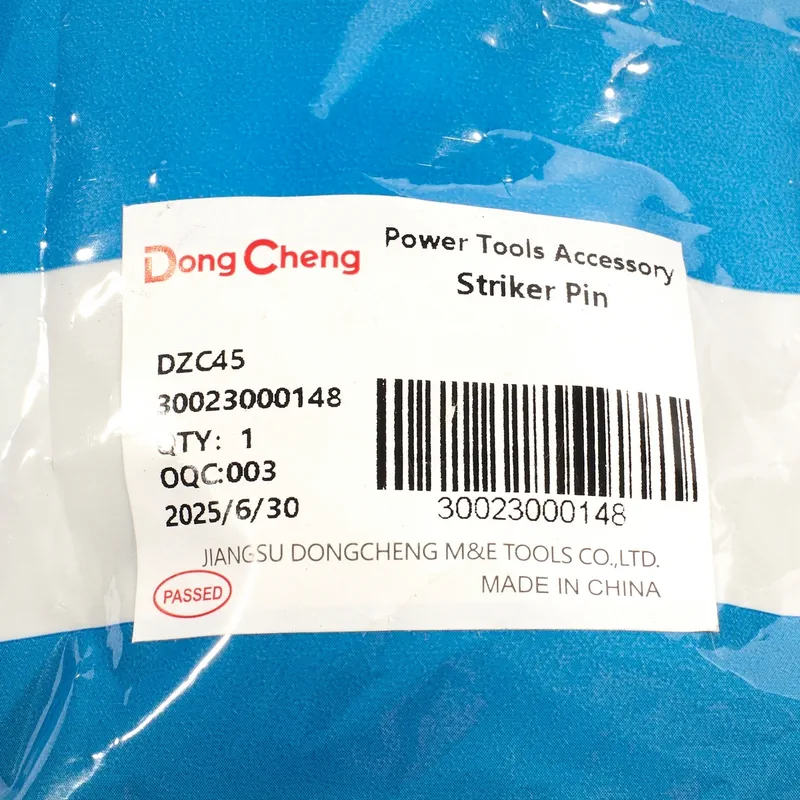 Dong Cheng
Power Tools Accessory
Striker Pin
DZC45
30023000148
QTY: 1
OQC:003
2025/6/30
30023000148
JIANGSU DONGCHENG M&E TOOLS CO.,LTD.
PASSED
MADE IN CHINA